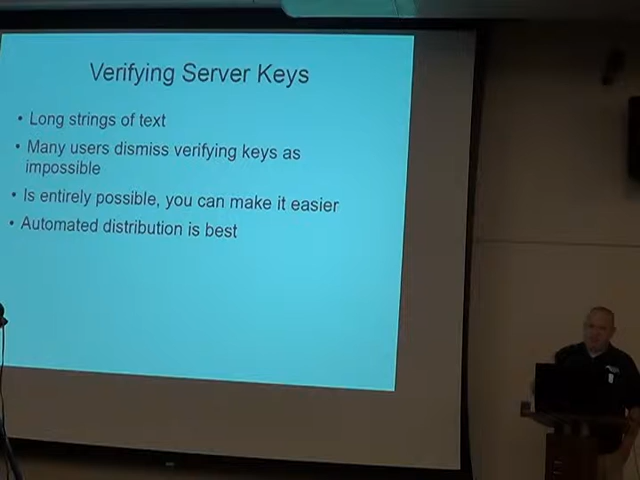 Verifying Server Keys
• Long strings of text
• Many users dismiss verifying keys as
impossible
• Is entirely possible, you can make it easier
• Automated distribution is best